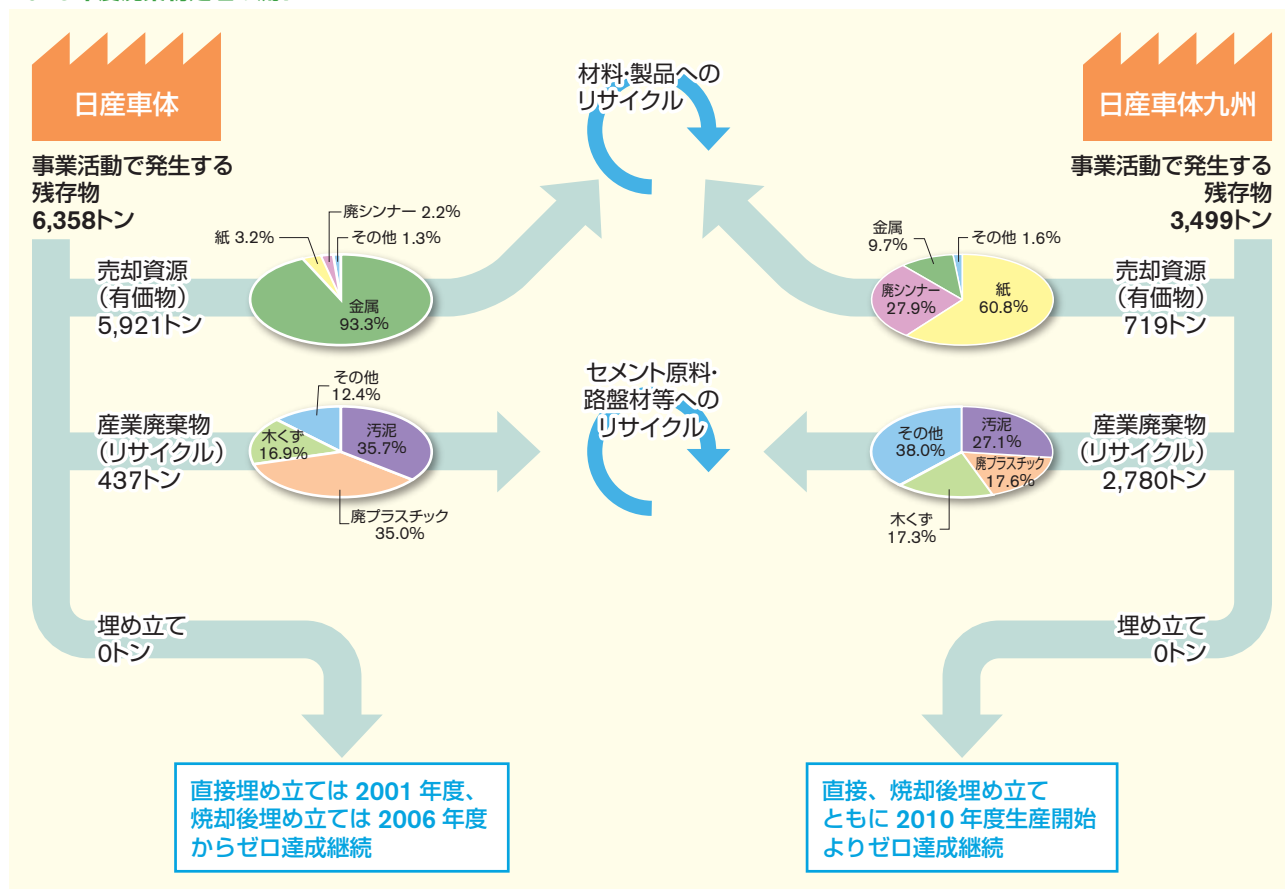 日産車体
事業活動で発生する
残存物
6,358トン
材料・製品への
リサイクル
日産車体九州
事業活動で発生する
残存物
3,499トン
売却資源
(有価物)
5,921トン
紙 3.2%
廃シンナー 2.2%
その他 1.3%
金属
93.3%
金属
9.7%
その他 1.6%
廃シンナー
27.9%
紙
60.8%
売却資源
(有価物)
719トン
産業廃棄物
(リサイクル)
437トン
その他
12.4%
木くず
16.9%
汚泥
35.7%
廃プラスチック
35.0%
セメント原料・
路盤材等への
リサイクル
その他
38.0%
汚泥
27.1%
廃プラスチック
17.6%
木くず
17.3%
産業廃棄物
(リサイクル)
2,780トン
埋め立て
0トン
埋め立て
0トン
直接埋め立ては 2001 年度、
焼却後埋め立ては 2006 年度
からゼロ達成継続
直接、焼却後埋め立て
ともに 2010 年度生産開始
よりゼロ達成継続